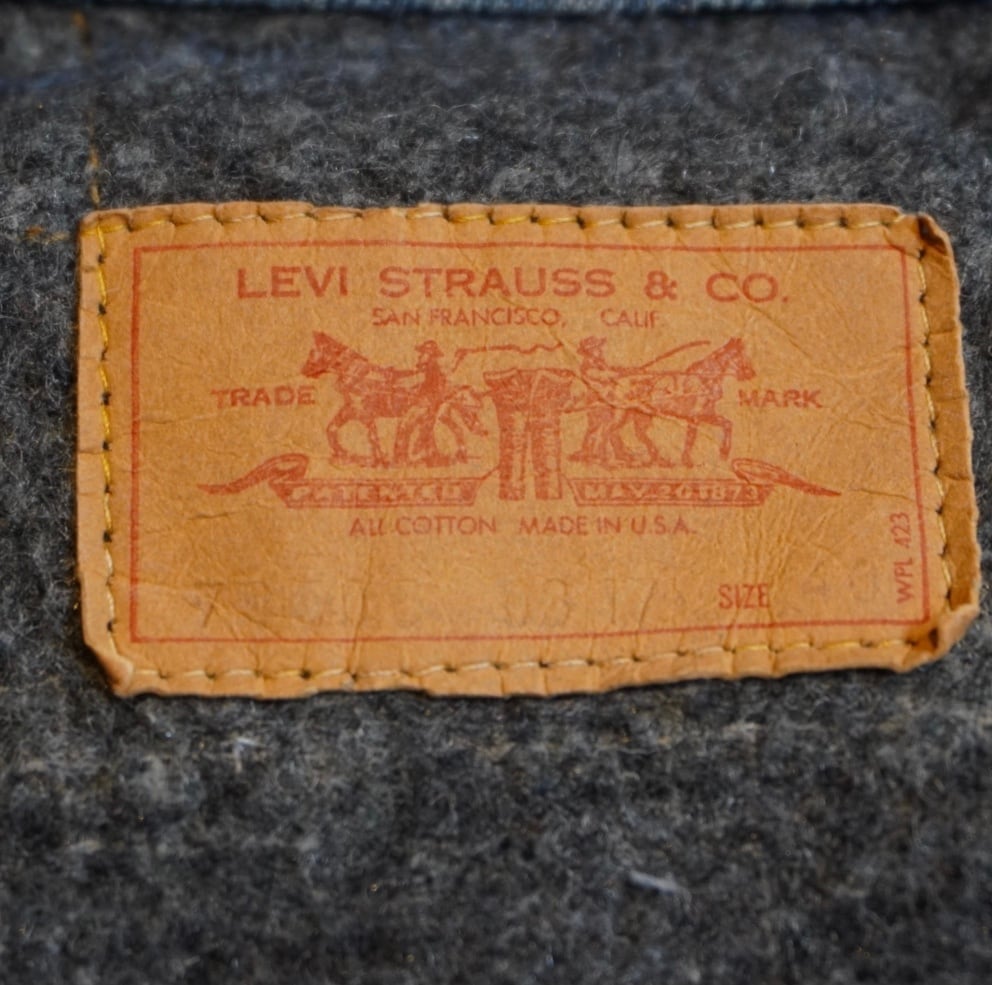 LEVI STRAUSS & CO.
SAN FRANCISCO, CALIF.
TRADE MARK
PATENTED MAY 20 1873
ALL COTTON MADE IN U.S.A.
SIZE
WPL 423